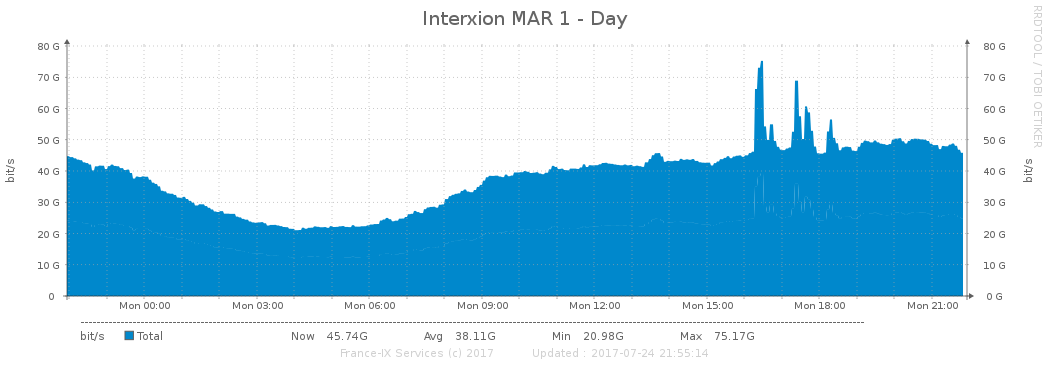 Interxion MAR 1 - Day
RRDTOOL / TOBI OETIKER
bit/s
80 G 80 G
70 G 70 G
60 G 60 G
50 G 50 G
40 G 40 G
30 G 30 G
20 G 20 G
10 G 10 G
0 0 G
bit/s
Mon 00:00 Mon 03:00 Mon 06:00 Mon 09:00 Mon 12:00 Mon 15:00 Mon 18:00 Mon 21:00
bit/s Total Now 45.74G Avg 38.11G Min 20.98G Max 75.17G
France-IX Services (c) 2017 Updated : 2017-07-24 21:55:14